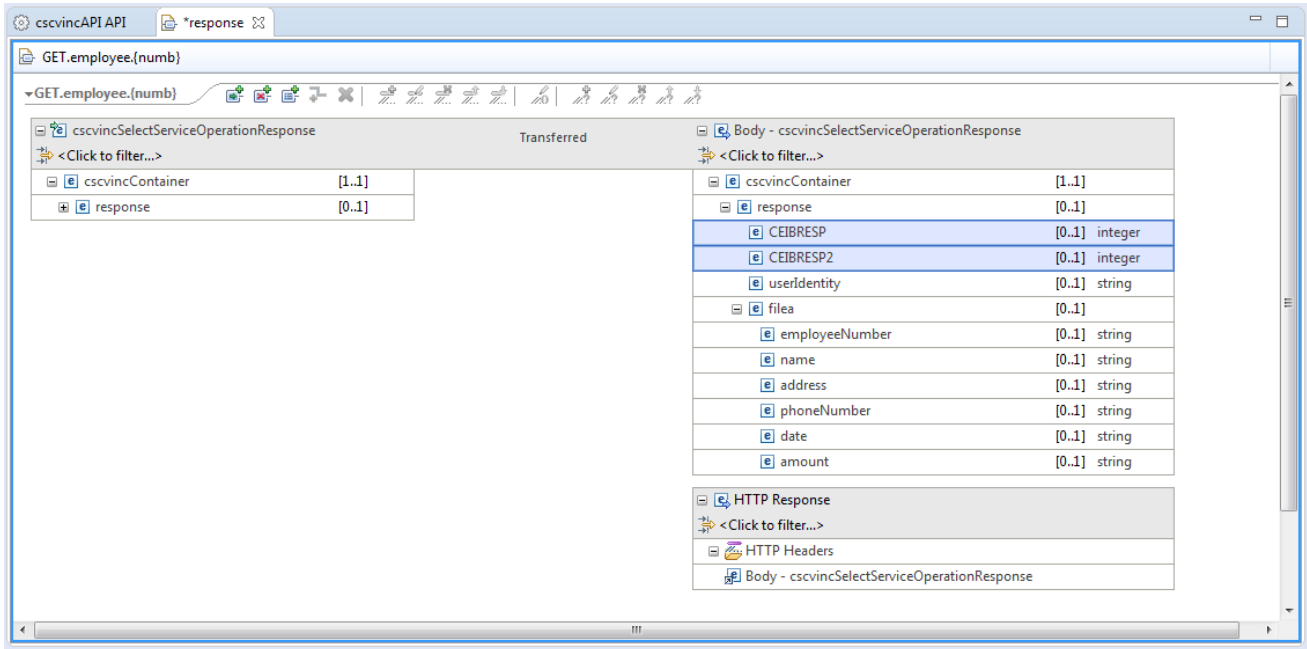 cscvincAPI API *response
GET.employee.{numb}
GET.employee.{numb}
cscvincSelectServiceOperationResponse Transferred Body - cscvincSelectServiceOperationResponse
<Click to filter...> <Click to filter...>
cscvincContainer [1..1] cscvincContainer [1..1]
response [0..1] response [0..1]
CEIBRESP [0..1] integer
CEIBRESP2 [0..1] integer
userIdentity [0..1] string
filea [0..1]
employeeNumber [0..1] string
name [0..1] string
address [0..1] string
phoneNumber [0..1] string
date [0..1] string
amount [0..1] string
HTTP Response
<Click to filter...>
HTTP Headers
Body - cscvincSelectServiceOperationResponse